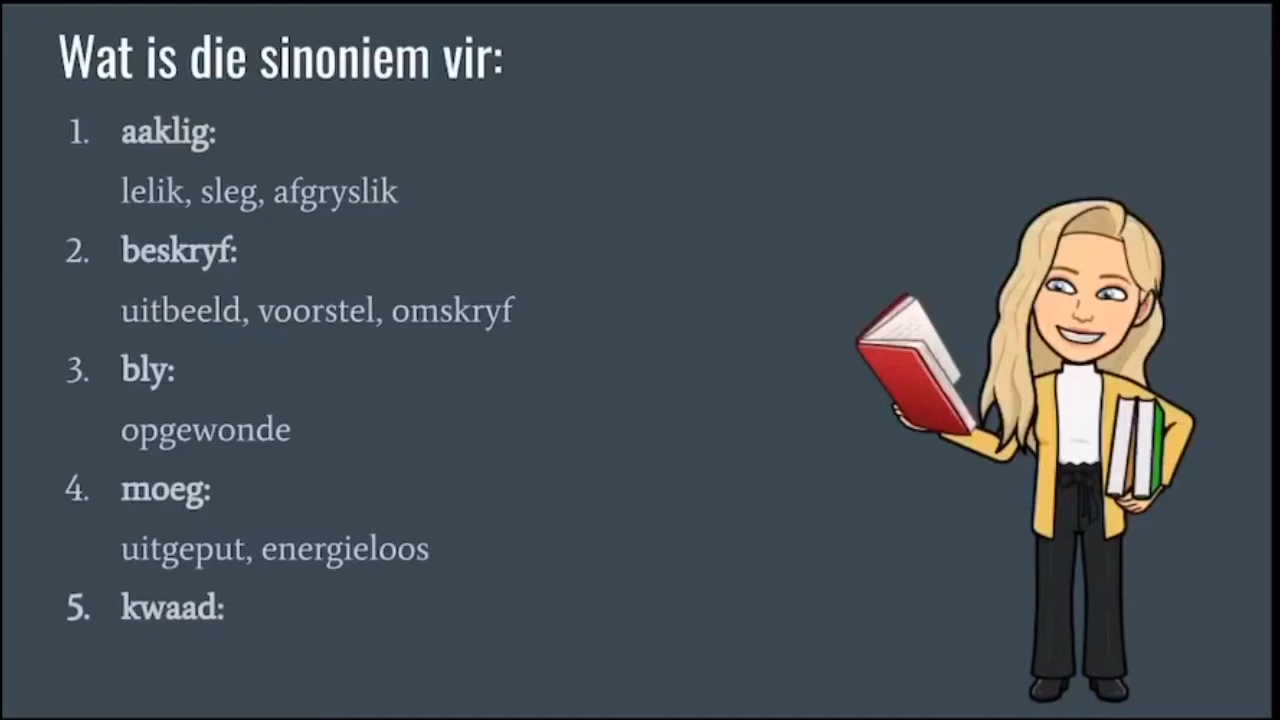 Wat is die sinoniem vir:
1. aaklig:
lelik, sleg, afgryslik
2. beskryf:
uitbeeld, voorstel, omskryf
3. bly:
opgewonde
4. moeg:
uitgeput, energieloos
5. kwaad: